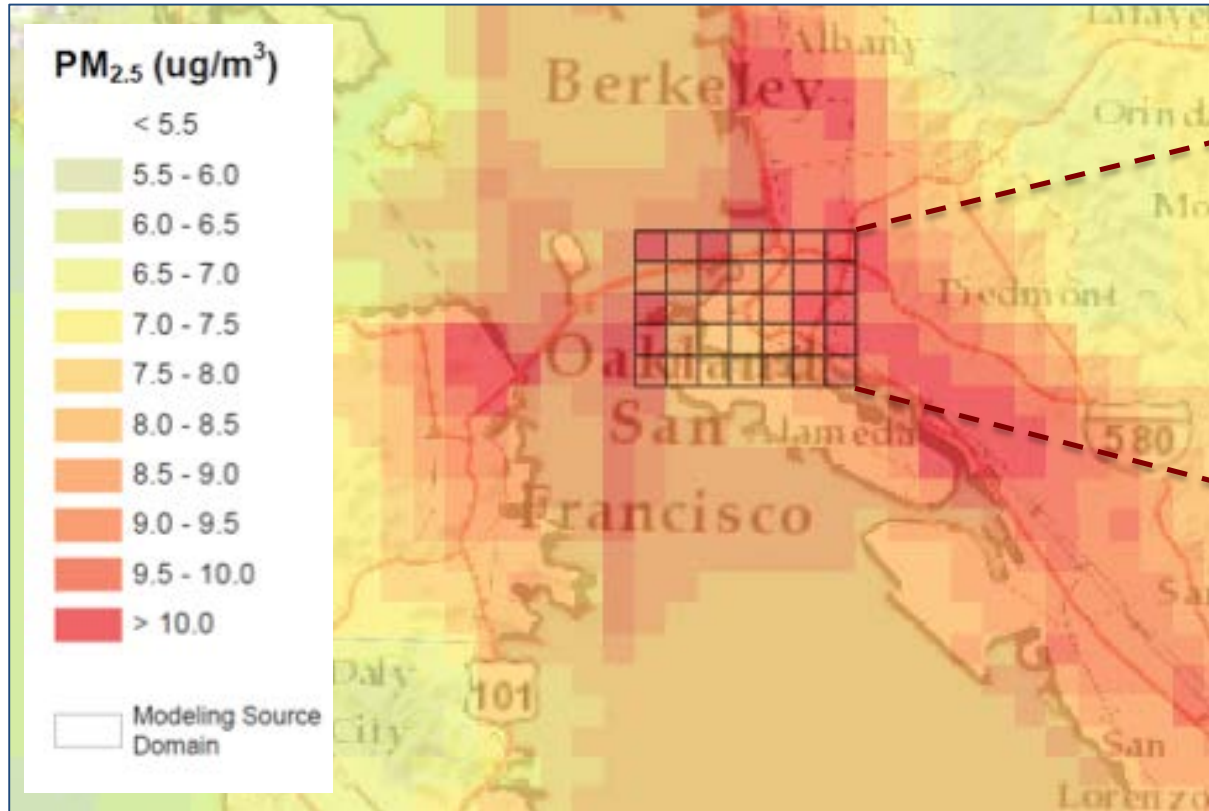 PM2.5 (ug/m3)
< 5.5
5.5 - 6.0
6.0 - 6.5
6.5 - 7.0
7.0 - 7.5
7.5 - 8.0
8.0 - 8.5
8.5 - 9.0
9.0 - 9.5
9.5 - 10.0
> 10.0
Modeling Source
Domain
Albany
Berkeley
Piedmont
Oakland
San
Francisco
Alameda
580
101
Daly
City
San
Lorenzo